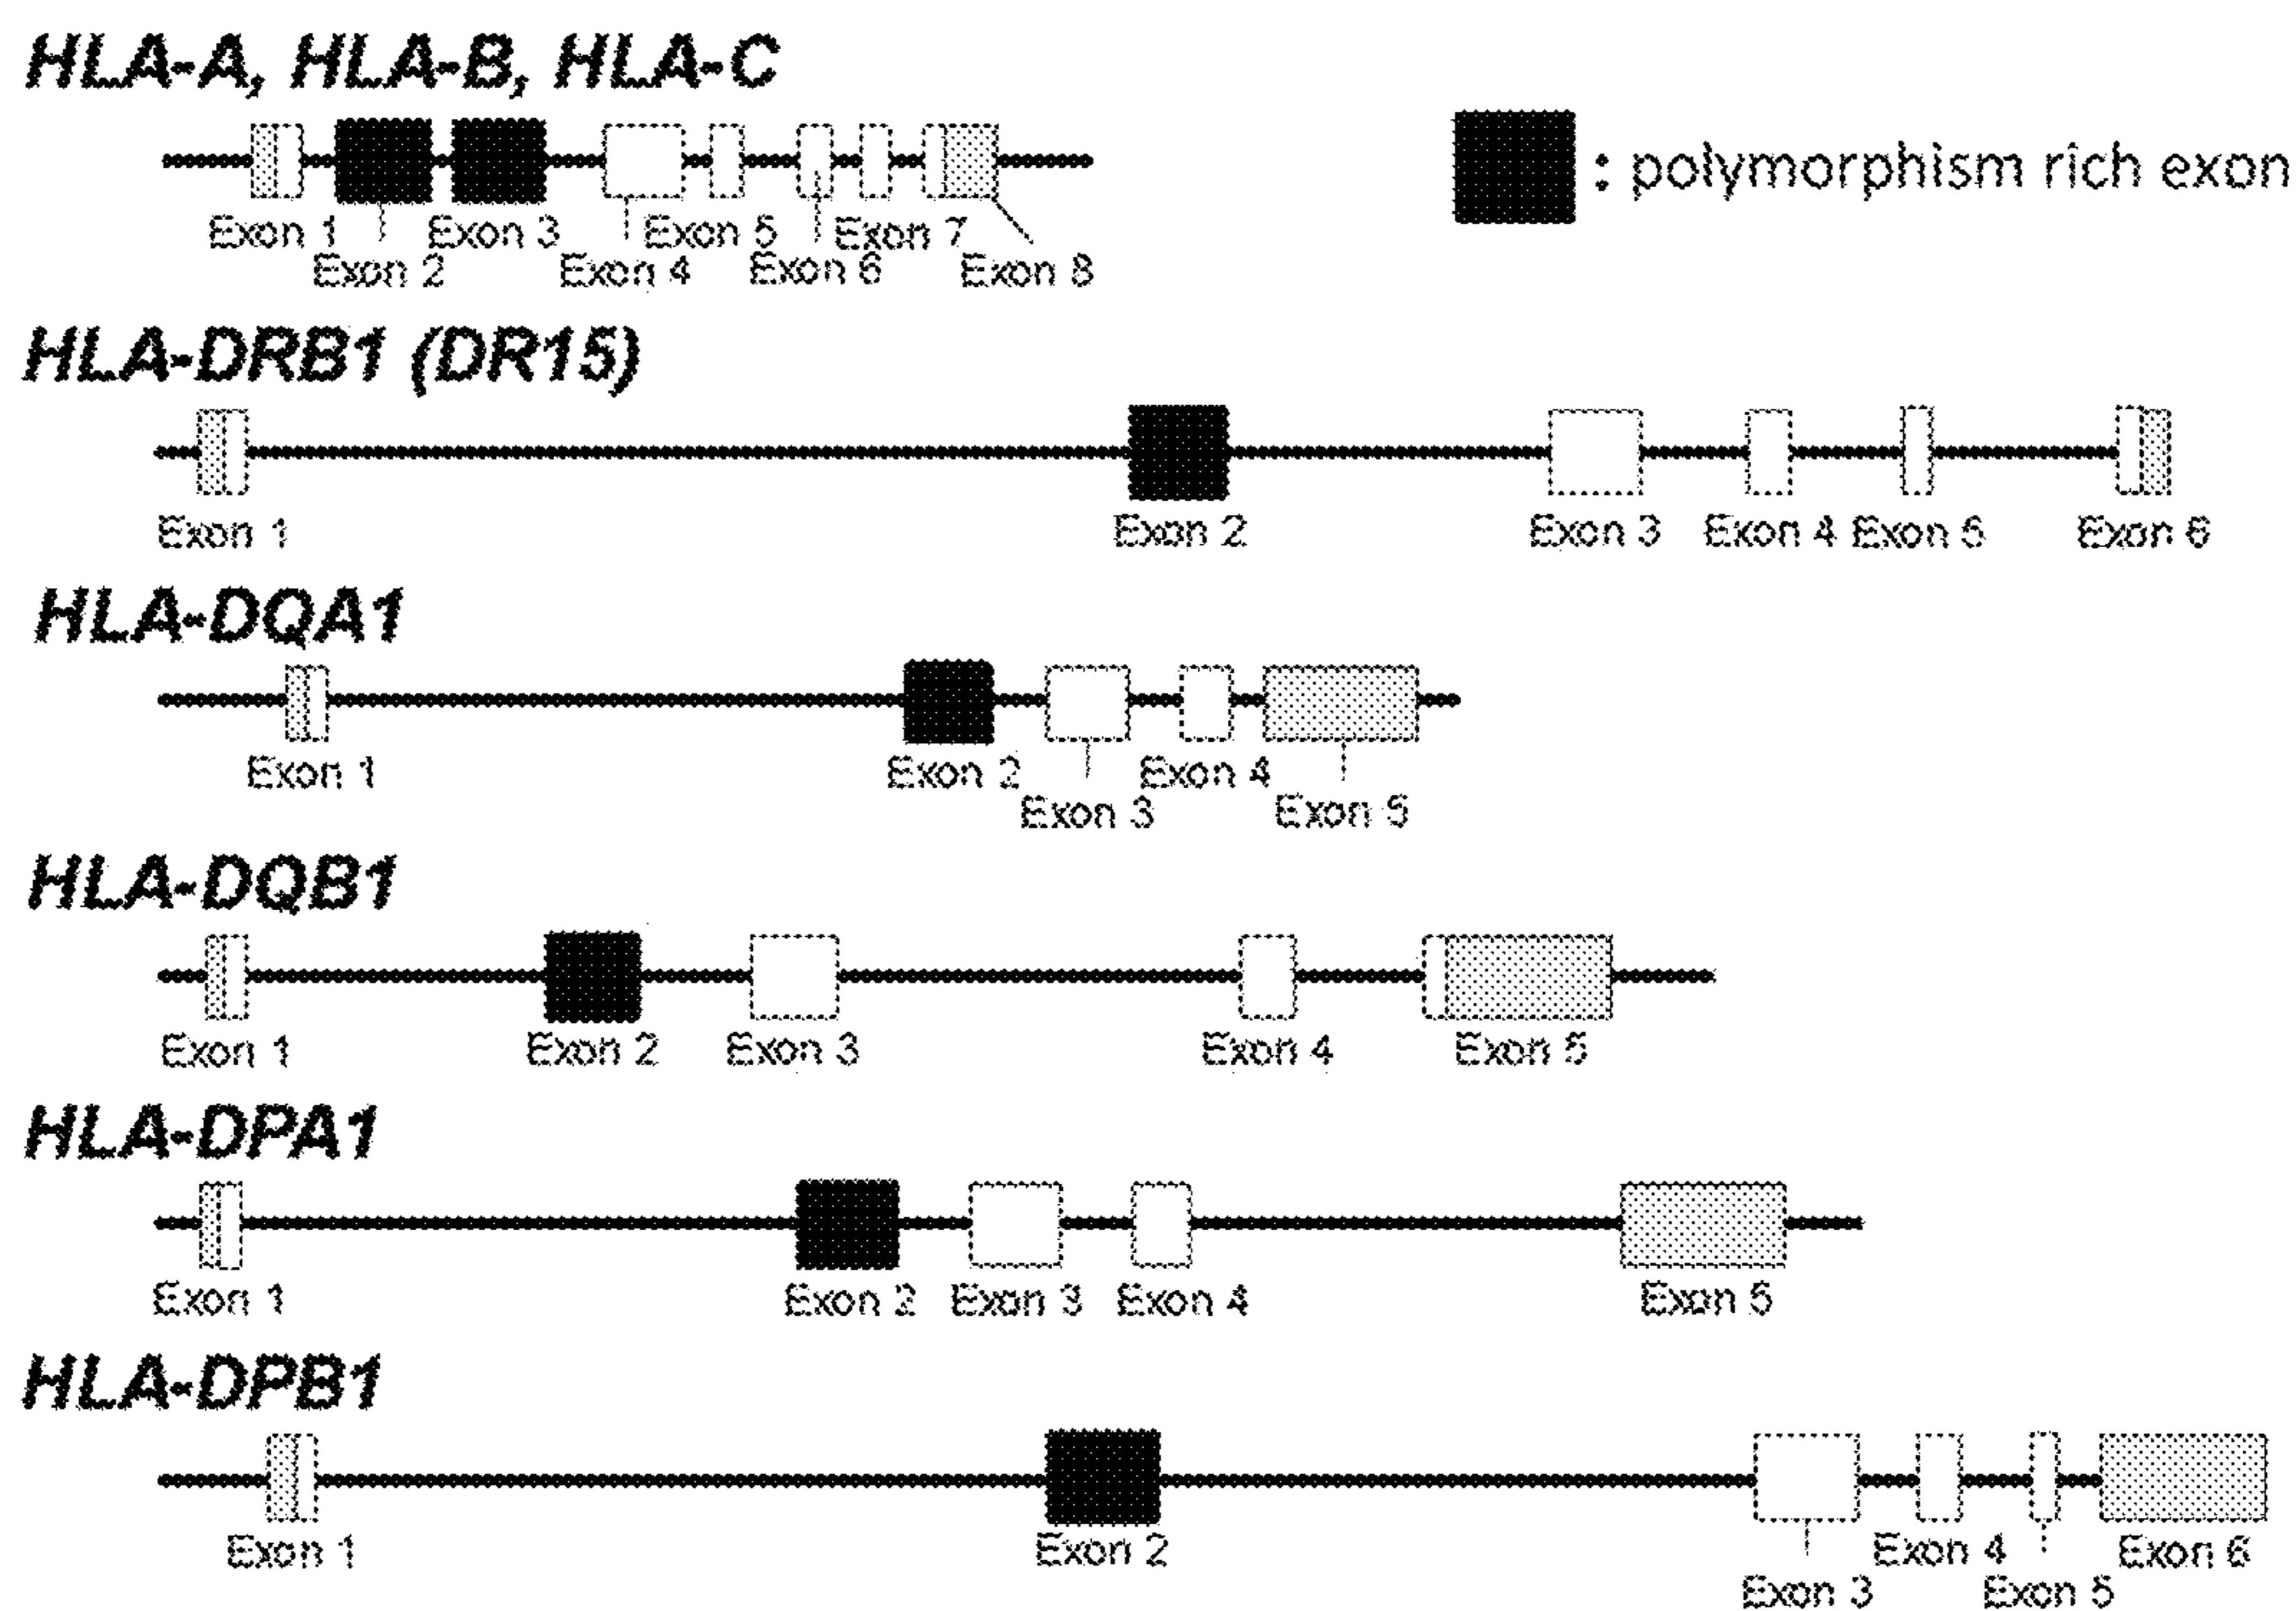 HLA-A, HLA-B, HLA-C
: polymorphism rich exon
Exon 1 Exon 3 Exon 5 Exon 7
Exon 2 Exon 4 Exon 6 Exon 8
HLA-DRB1 (DR15)
Exon 1 Exon 2 Exon 3 Exon 4 Exon 5 Exon 6
HLA-DQA1
Exon 1 Exon 2 Exon 4
Exon 3 Exon 5
HLA-DQB1
Exon 1 Exon 2 Exon 3 Exon 4 Exon 5
HLA-DPA1
Exon 1 Exon 2 Exon 3 Exon 4 Exon 5
HLA-DPB1
Exon 1 Exon 2 Exon 4 Exon 6
Exon 3 Exon 5